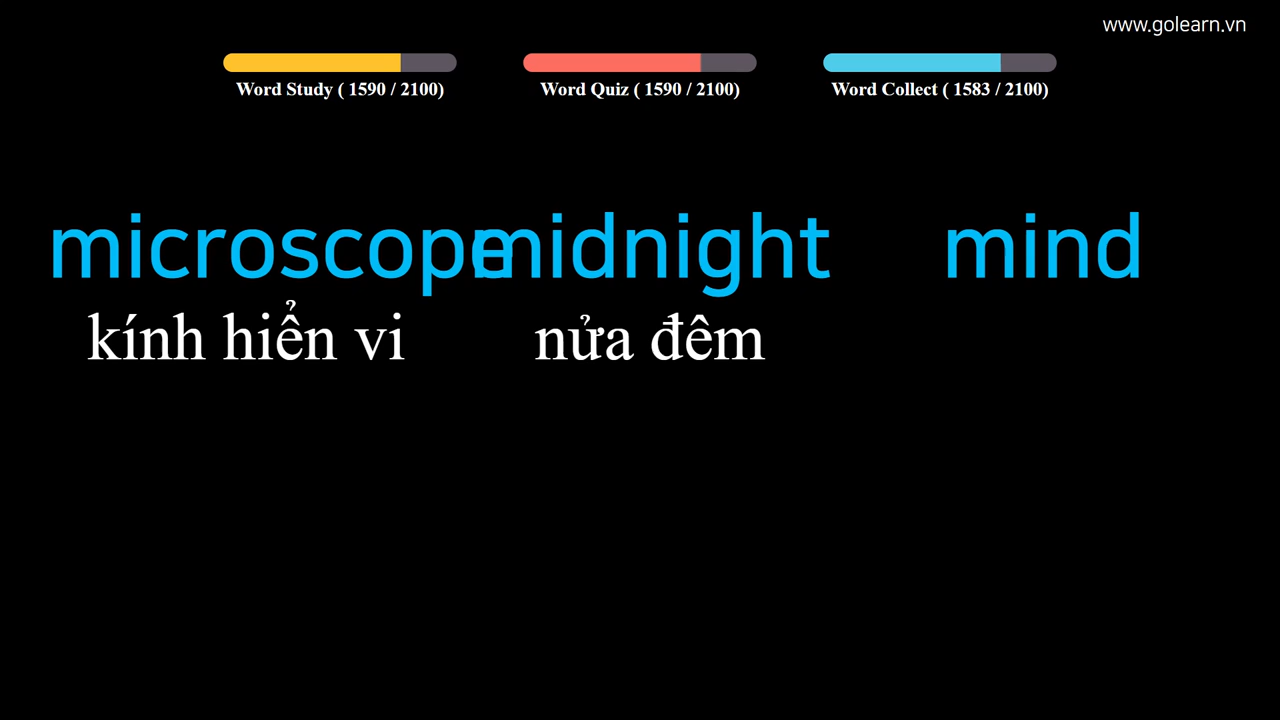 www.golearn.vn
Word Study ( 1590 / 2100) Word Quiz ( 1590 / 2100) Word Collect ( 1583 / 2100)
microscope midnight mind
kính hiển vi nửa đêm